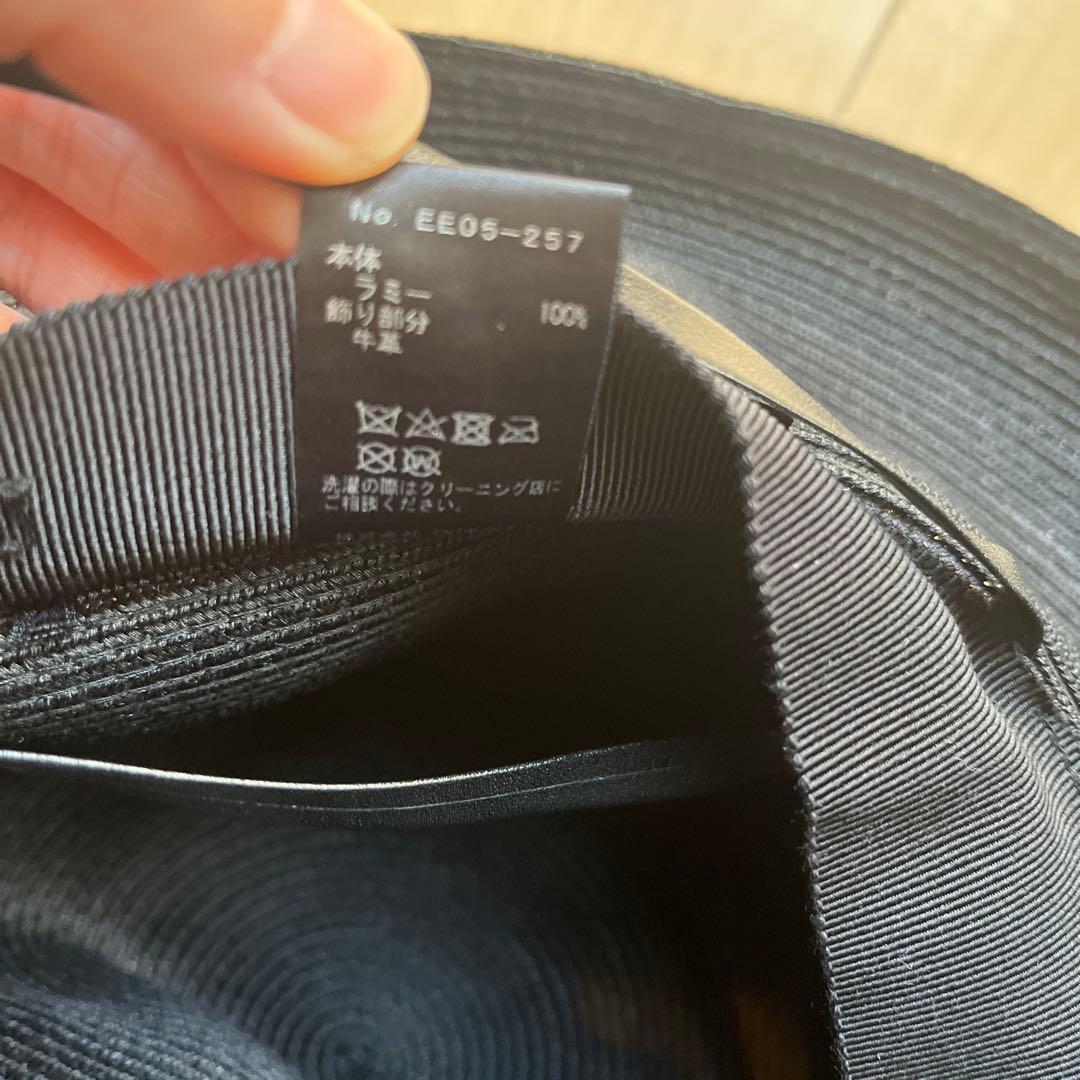 No. EE05-257
本体
ラミー 100%
飾り部分
牛革
洗濯の際はクリーニング店に
ご相談ください。